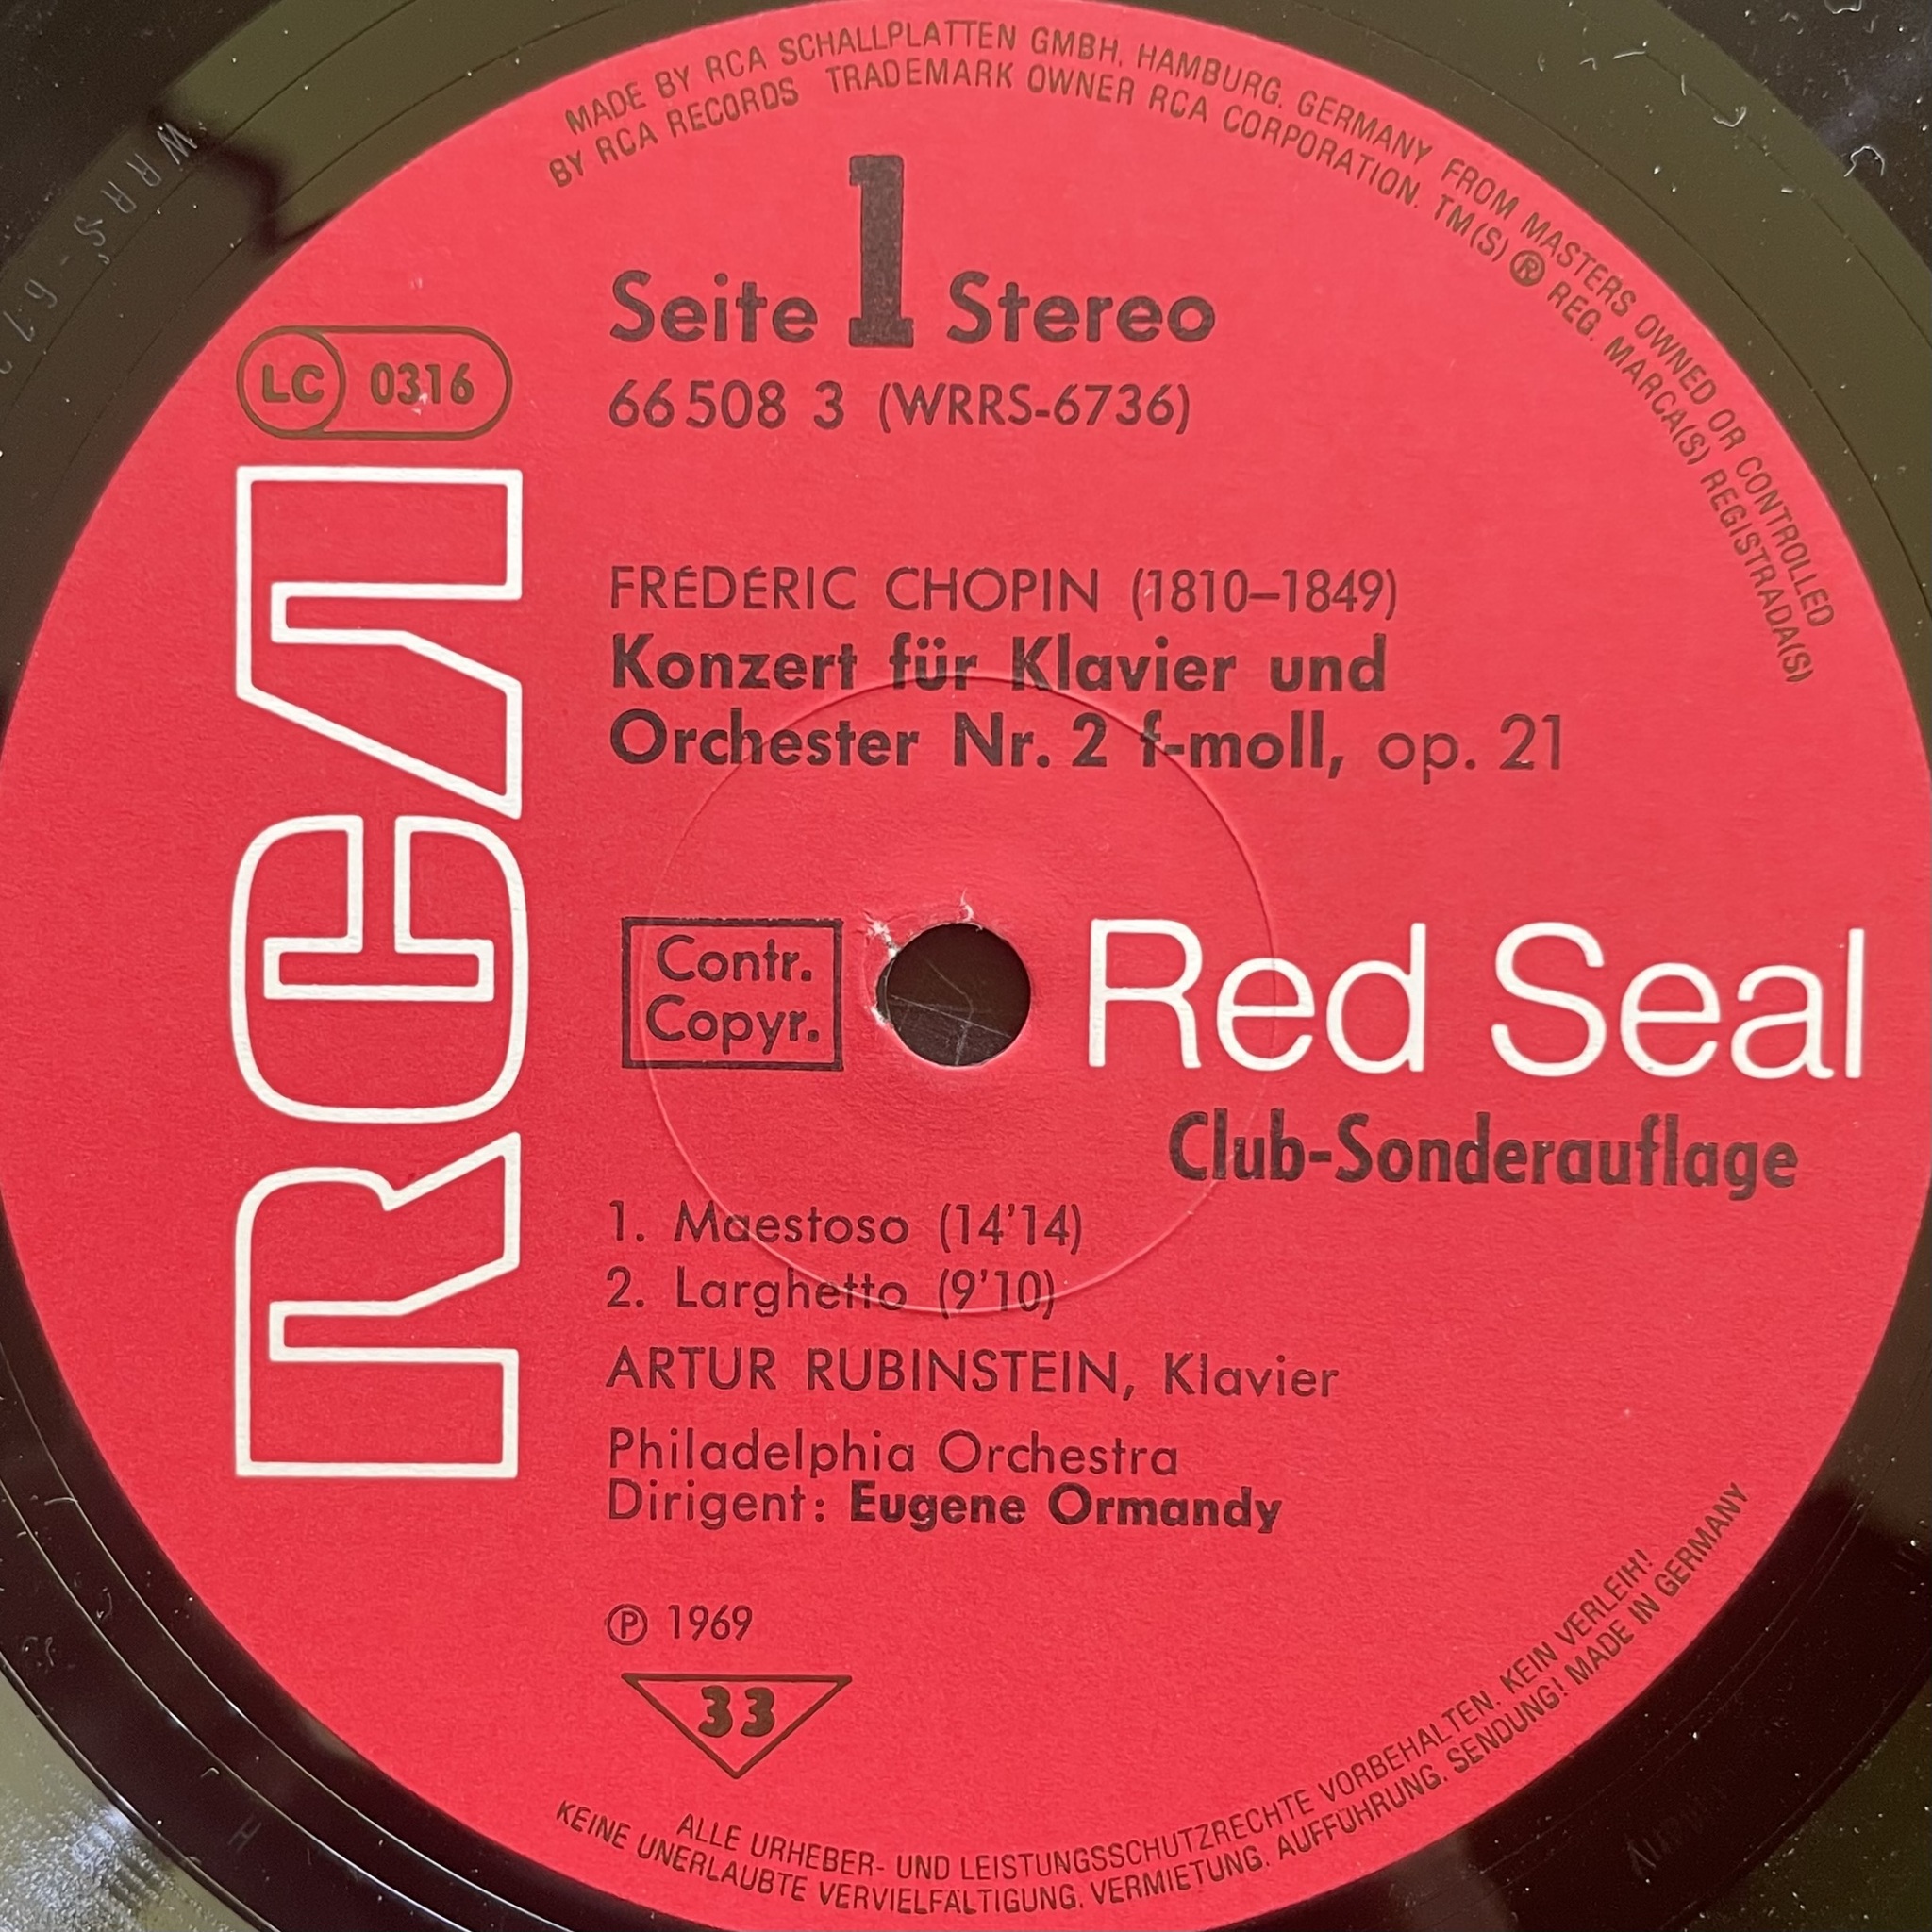 MADE BY RCA SCHALLPLATTEN GMBH, HAMBURG, GERMANY FROM MASTERS OWNED OR CONTROLLED
BY RCA RECORDS TRADEMARK OWNER RCA CORPORATION. TM(S) ® REG. MARCA(S) REGISTRADA(S)
WRRS-67
Seite 1 Stereo
LC 0316
66 508 3 (WRRS-6736)
RCA
FRÉDÉRIC CHOPIN (1810–1849)
Konzert für Klavier und
Orchester Nr. 2 f-moll, op. 21
Contr.
Copyr.
Red Seal
Club-Sonderauflage
1. Maestoso (14'14)
2. Larghetto (9'10)
ARTUR RUBINSTEIN, Klavier
Philadelphia Orchestra
Dirigent: Eugene Ormandy
℗ 1969
33
ALLE URHEBER- UND LEISTUNGSSCHUTZRECHTE VORBEHALTEN. KEIN VERLEIH!
KEINE UNERLAUBTE VERVIELFÄLTIGUNG, VERMIETUNG, AUFFÜHRUNG, SENDUNG! MADE IN GERMANY